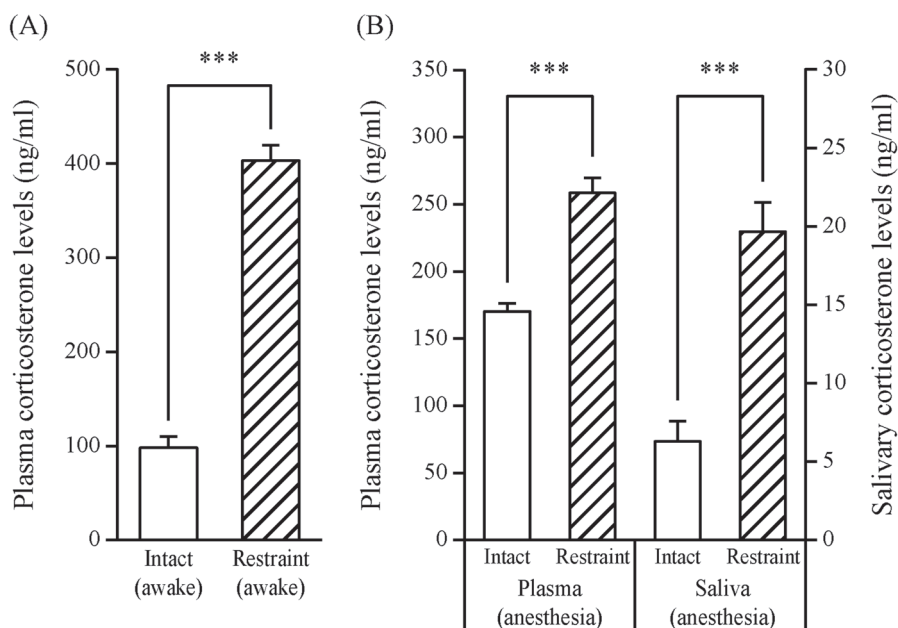 (A)
Plasma corticosterone levels (ng/ml)
500
400
300
200
100
0
***
Intact
(awake)
Restraint
(awake)
(B)
Plasma corticosterone levels (ng/ml)
350
300
250
200
150
100
50
0
***
***
Intact
Restraint
Intact
Restraint
Plasma
(anesthesia)
Saliva
(anesthesia)
30
25
20
15
10
5
0
Salivary corticosterone levels (ng/ml)